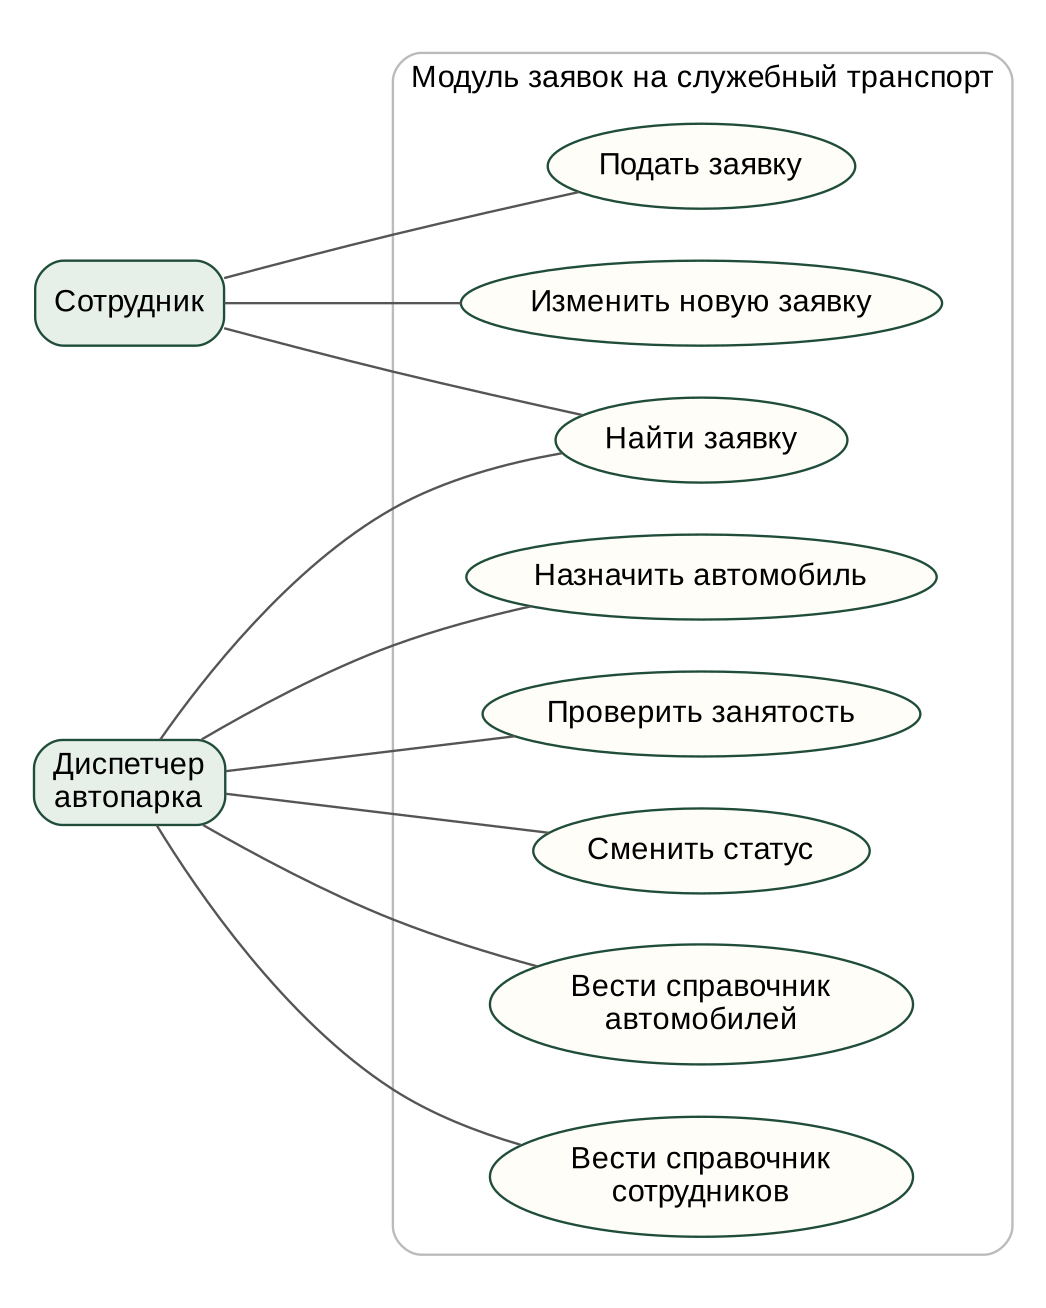 Модуль заявок на служебный транспорт
Подать заявку
Сотрудник
Изменить новую заявку
Найти заявку
Назначить автомобиль
Проверить занятость
Диспетчер
автопарка
Сменить статус
Вести справочник
автомобилей
Вести справочник
сотрудников